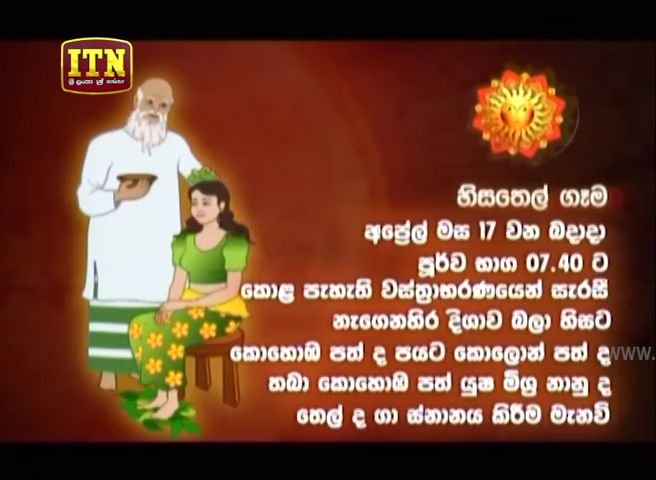 ITN
ශ්‍රී ලංකා
හිසතෙල් ගෑම
අප්‍රේල් මස 17 වන බදාදා
පූර්ව භාග 07.40 ට
කොළ පැහැති වස්ත්‍රාභරණයෙන් සැරසී
නැගෙනහිර දිශාව බලා හිසට
කොහොඹ පත් ද පයට කොලොන් පත් ද
තබා කොහොඹ පත් යුෂ මිශ්‍ර නානු ද
තෙල් ද ගා ස්නානය කිරීම මැනවි
www.